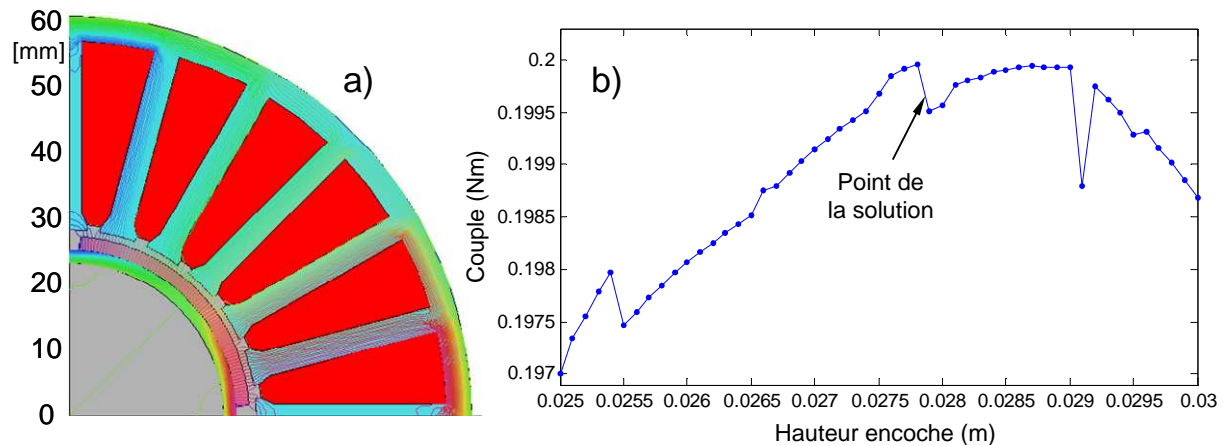 60
[mm]
50
40
30
20
10
0
a)
b)
0.2
0.1995
0.199
0.1985
0.198
0.1975
0.197
Couple (Nm)
Point de
la solution
0.025 0.0255 0.026 0.0265 0.027 0.0275 0.028 0.0285 0.029 0.0295 0.03
Hauteur encoche (m)